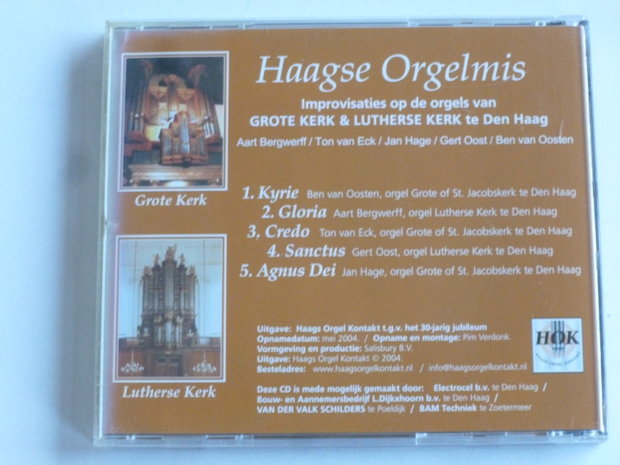 Haagse Orgelmis
Improvisaties op de orgels van
GROTE KERK & LUTHERSE KERK te Den Haag
Aart Bergwerff / Ton van Eck / Jan Hage / Gert Oost / Ben van Oosten
Grote Kerk
1. Kyrie Ben van Oosten, orgel Grote of St. Jacobskerk te Den Haag
2. Gloria Aart Bergwerff, orgel Lutherse Kerk te Den Haag
3, Credo Ton van Eck, orgel Grote of St. Jacobskerk te Den Haag
4. Sanctus Gert Oost, orgel Lutherse Kerk te Den Haag
5. Agnus Dei Jan Hage, orgel Grote of St. Jacobskerk te Den Haag
Lutherse Kerk
Uitgave: Haags Orgel Kontakt t.g.v. het 30-jarig jubileum
Opnamedatum: mei 2004. / Opname en montage: Pim Verdonk.
Vormgeving en productie: Salisbury B.V.
Uitgave: Haags Orgel Kontakt © 2004.
Besteladres: www.haagsorgelkontakt.nl / info@haagsorgelkontakt.nl
HOK
HAAGS ORGEL KONTAKT
Deze CD is mede mogelijk gemaakt door: Electrocel b.v. te Den Haag /
Bouw- en Aannemersbedrijf L.Dijkxhoorn b.v. te Den Haag /
VAN DER VALK SCHILDERS te Poeldijk / BAM Techniek te Zoetermeer